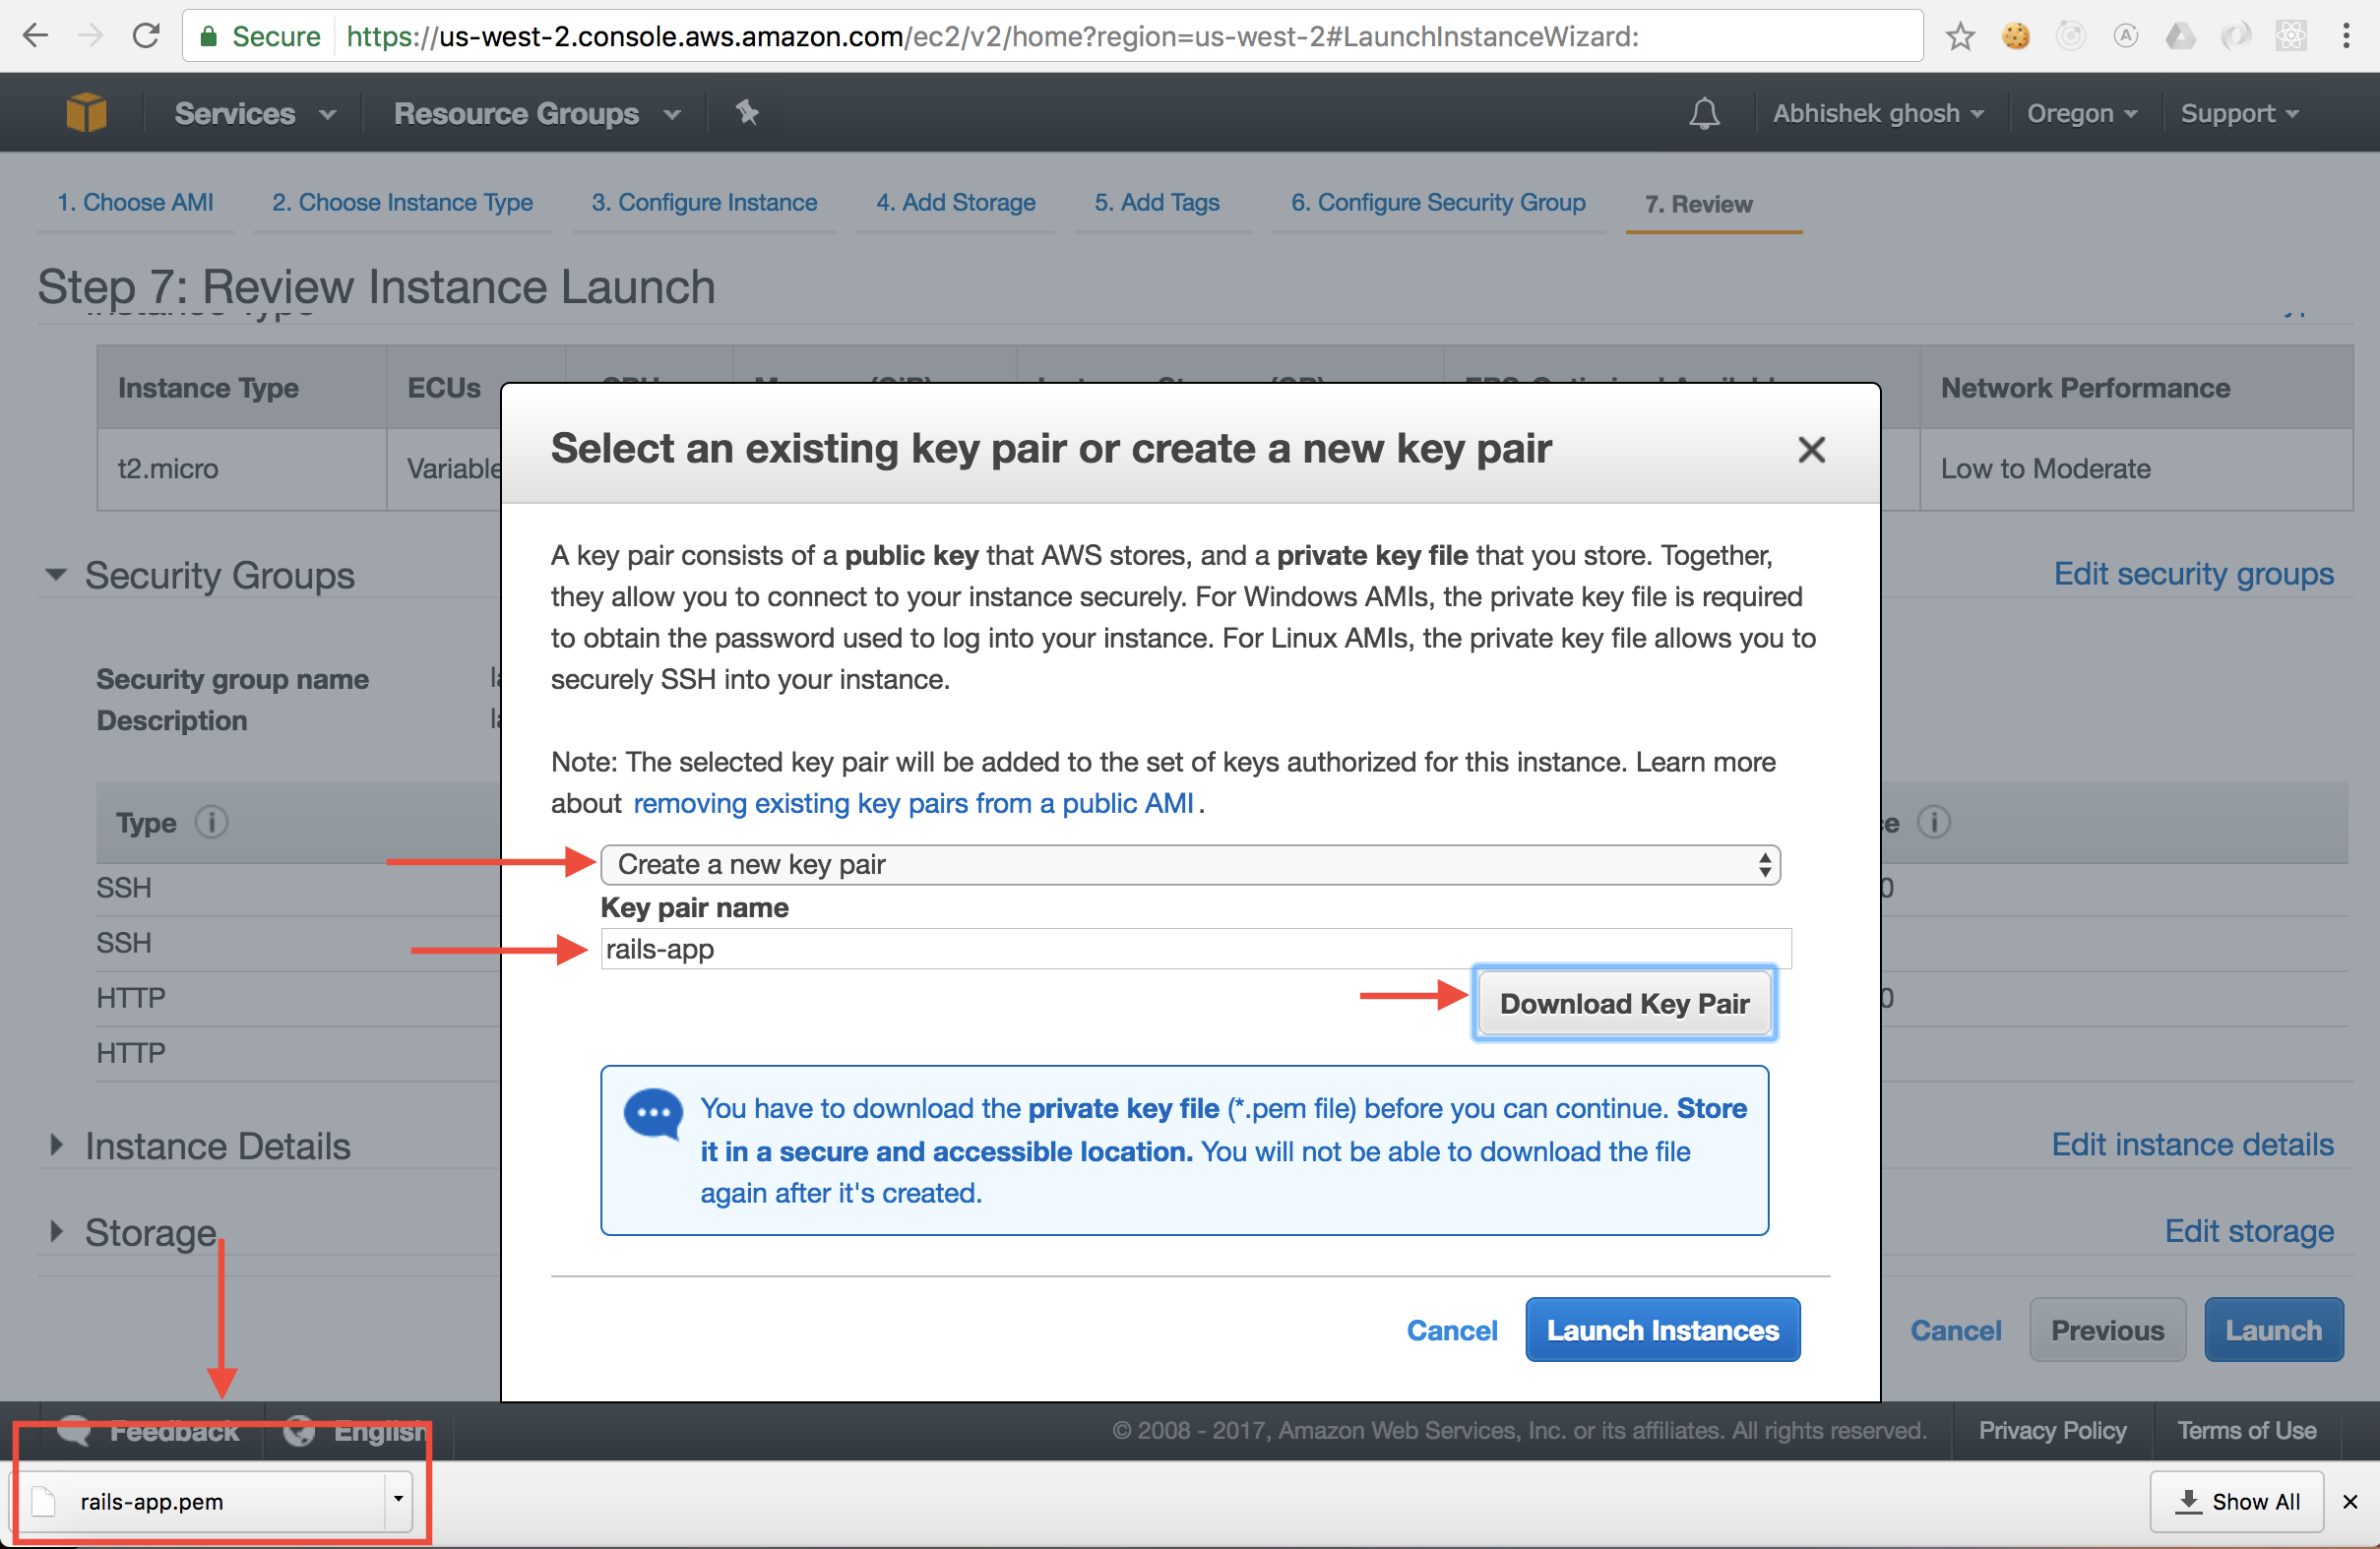 Secure https://us-west-2.console.aws.amazon.com/ec2/v2/home?region=us-west-2#LaunchInstanceWizard:
Services Resource Groups Abhishek ghosh Oregon Support
1. Choose AMI 2. Choose Instance Type 3. Configure Instance 4. Add Storage 5. Add Tags 6. Configure Security Group 7. Review
Step 7: Review Instance Launch
Instance Type ECUs Network Performance
t2.micro Variable Low to Moderate
Select an existing key pair or create a new key pair
A key pair consists of a public key that AWS stores, and a private key file that you store. Together,
they allow you to connect to your instance securely. For Windows AMIs, the private key file is required
to obtain the password used to log into your instance. For Linux AMIs, the private key file allows you to
securely SSH into your instance.
Note: The selected key pair will be added to the set of keys authorized for this instance. Learn more
about removing existing key pairs from a public AMI.
Create a new key pair
Key pair name
rails-app
Download Key Pair
You have to download the private key file (*.pem file) before you can continue. Store
it in a secure and accessible location. You will not be able to download the file
again after it's created.
Cancel Launch Instances
Security Groups Edit security groups
Security group name
Description
Type
SSH
SSH
HTTP
HTTP
Instance Details Edit instance details
Storage Edit storage
Cancel Previous Launch
Feedback English © 2008 - 2017, Amazon Web Services, Inc. or its affiliates. All rights reserved. Privacy Policy Terms of Use
rails-app.pem Show All